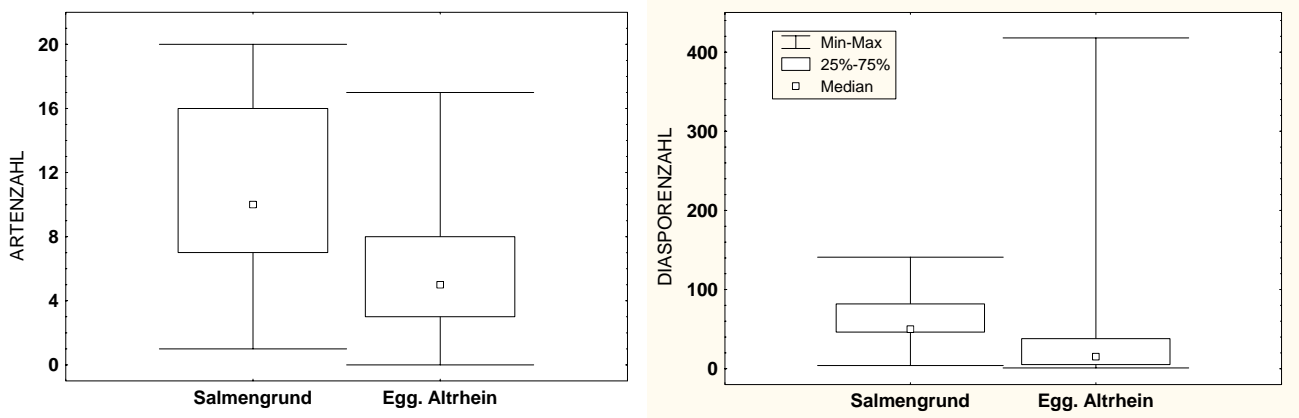 ARTENZAHL
20
16
12
8
4
0
Salmengrund Egg. Altrhein
DIASPORENZAHL
400
300
200
100
0
Min-Max
25%-75%
Median
Salmengrund Egg. Altrhein